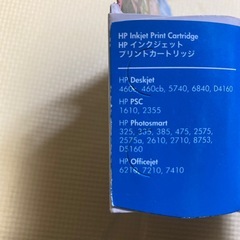 HP Inkjet Print Cartridge
HP インクジェット
プリントカートリッジ
HP Deskjet
460c, 460cb, 5740, 6840, D4160
HP PSC
1610, 2355
HP Photosmart
325, 335, 385, 475, 2575,
2575a, 2610, 2710, 8753,
D5160
HP Officejet
6210, 7210, 7410